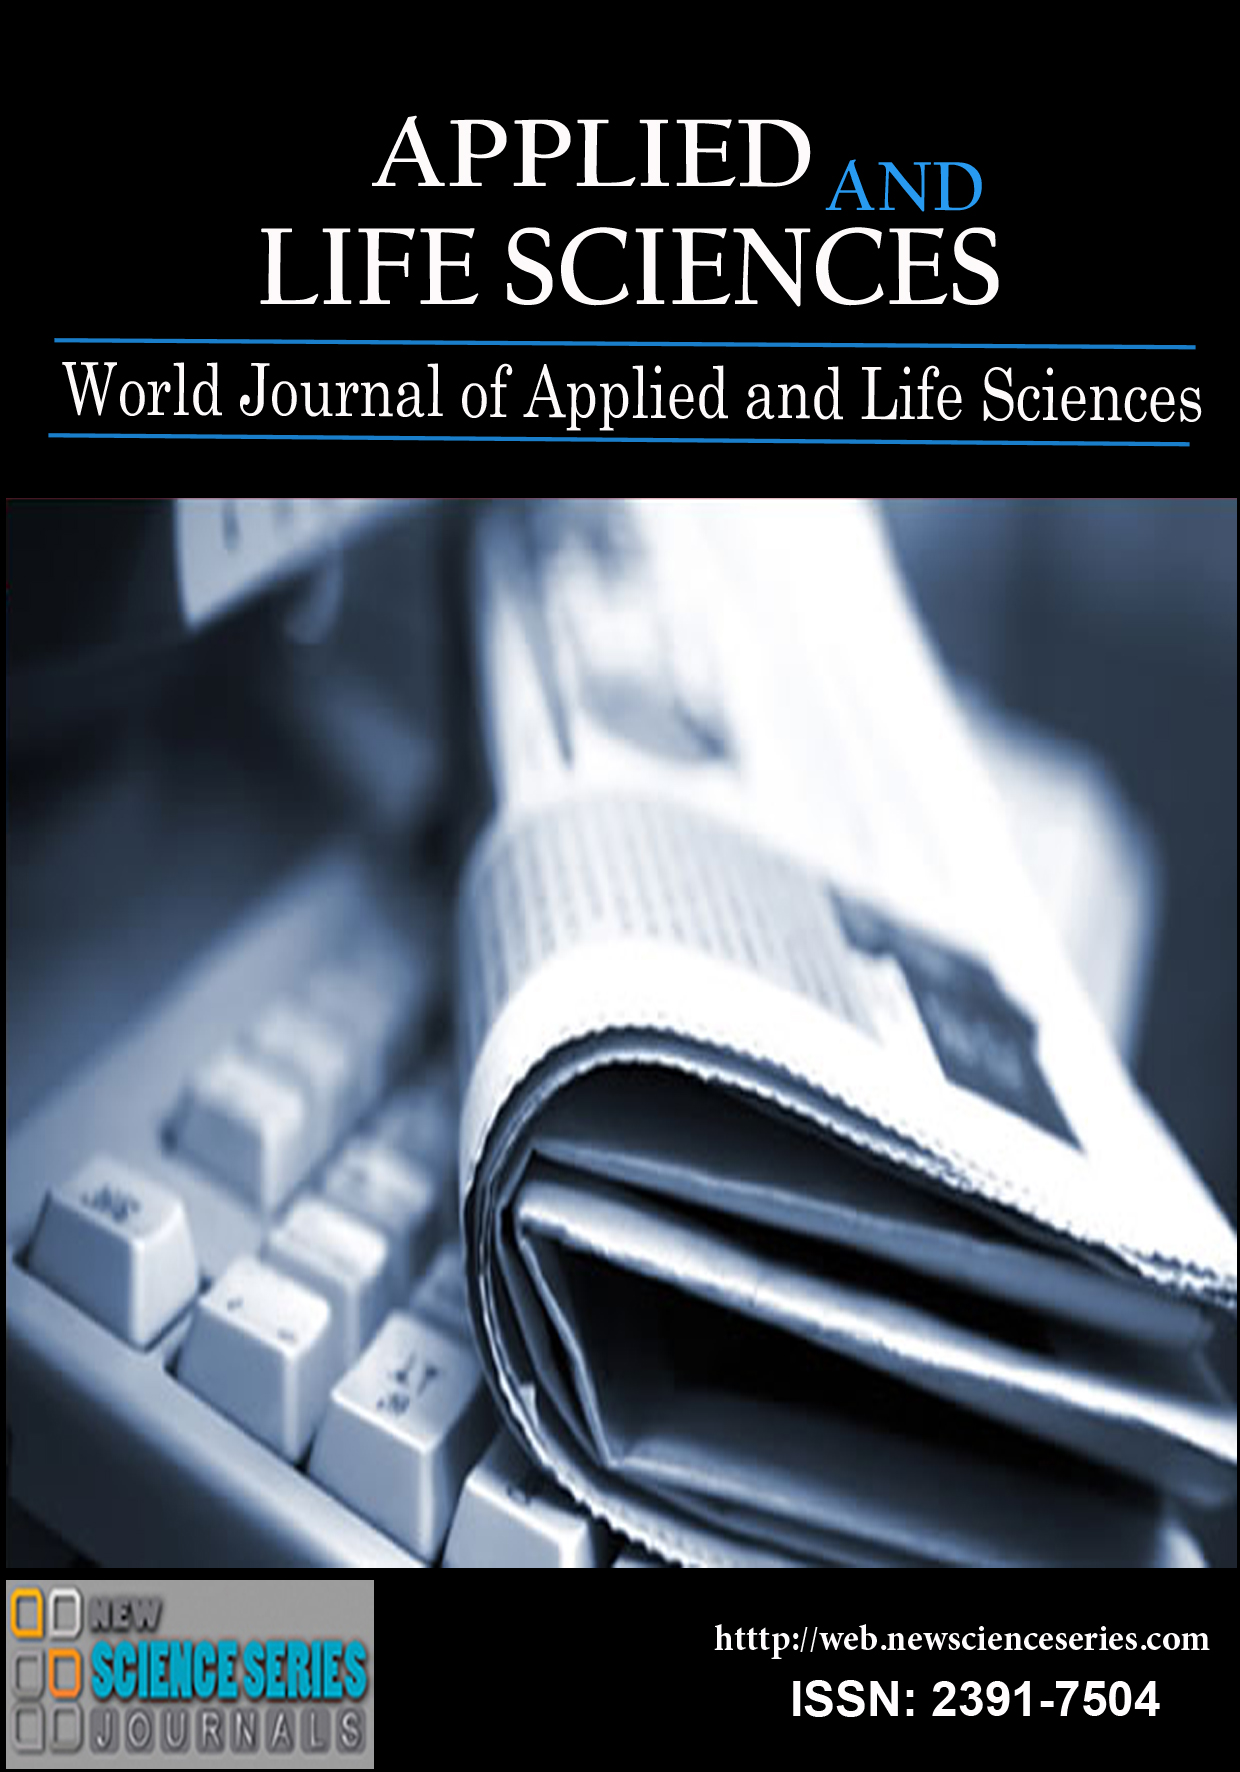 APPLIED AND
LIFE SCIENCES
World Journal of Applied and Life Sciences
NEW
SCIENCE SERIES
JOURNALS
htttp://web.newscienceseries.com
ISSN: 2391-7504